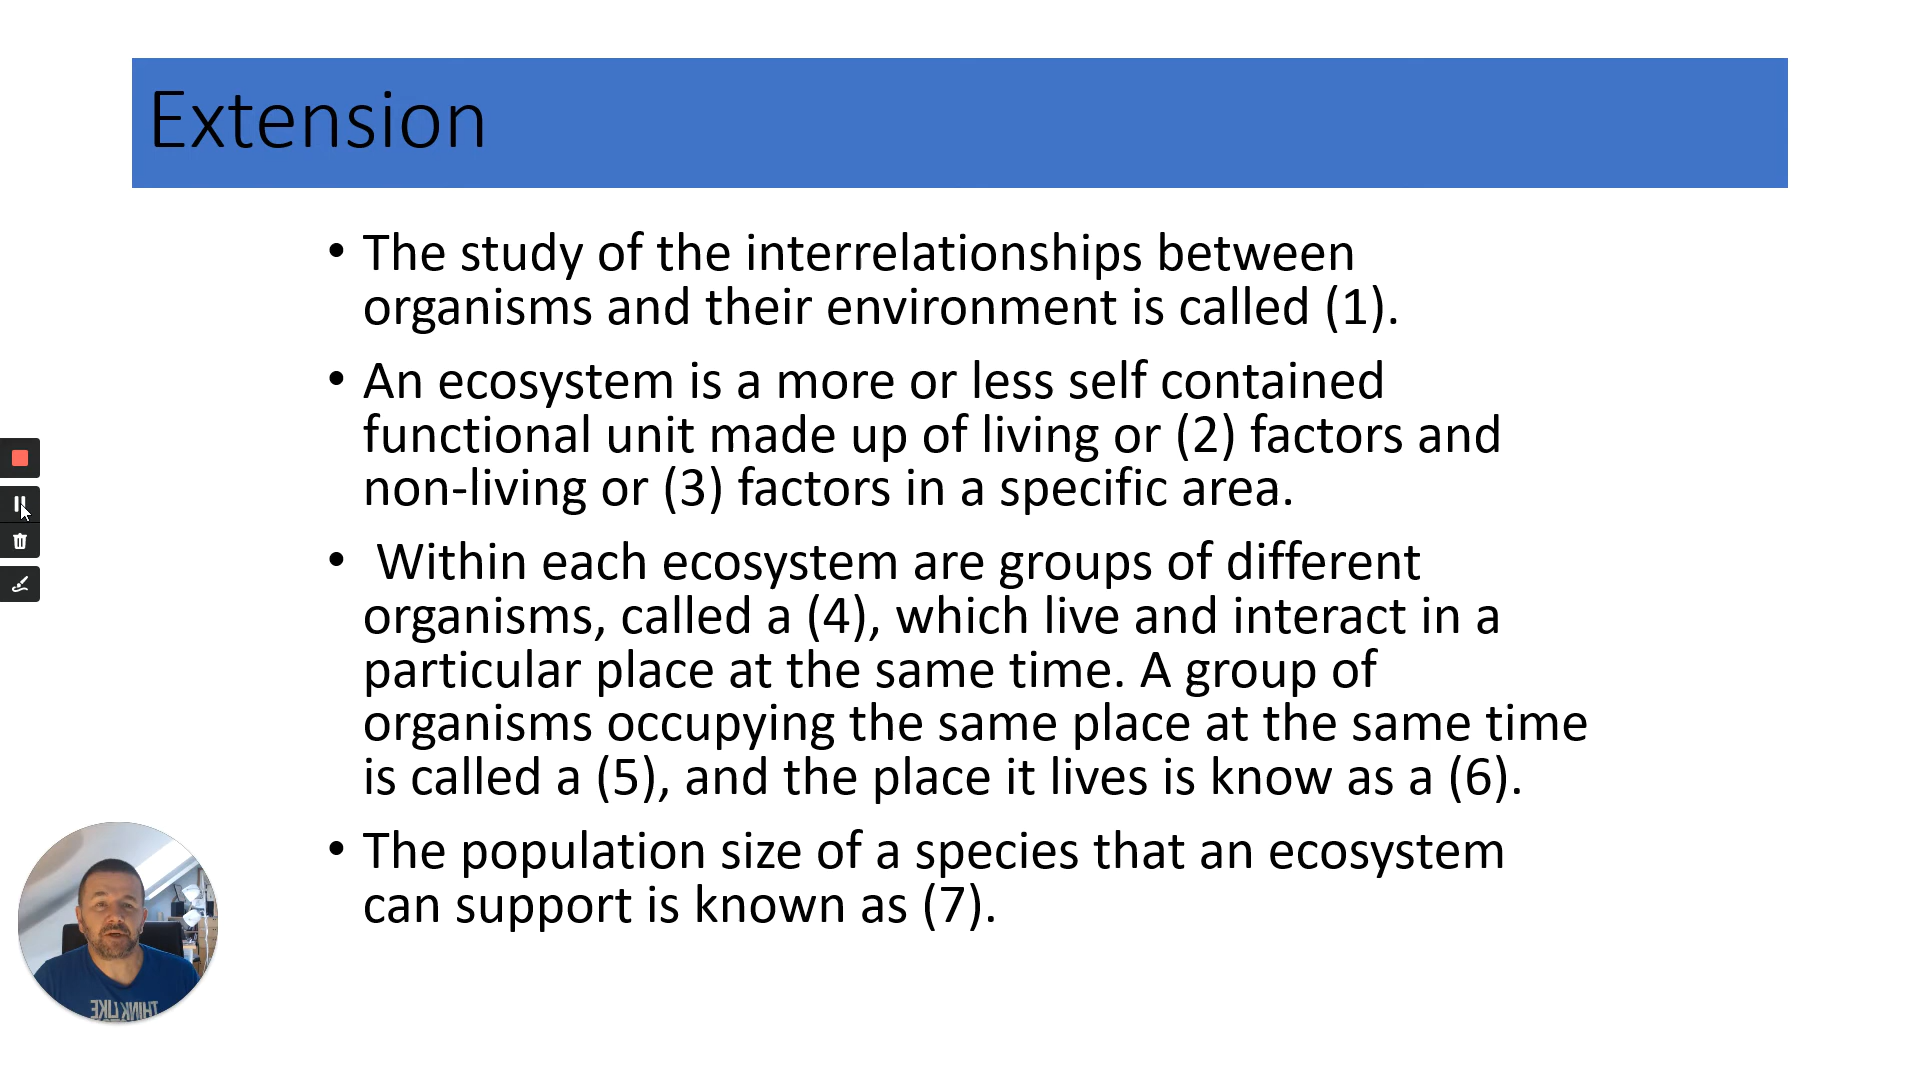 Extension
• The study of the interrelationships between
organisms and their environment is called (1).
• An ecosystem is a more or less self contained
functional unit made up of living or (2) factors and
non-living or (3) factors in a specific area.
• Within each ecosystem are groups of different
organisms, called a (4), which live and interact in a
particular place at the same time. A group of
organisms occupying the same place at the same time
is called a (5), and the place it lives is know as a (6).
• The population size of a species that an ecosystem
can support is known as (7).
THINK LIKE